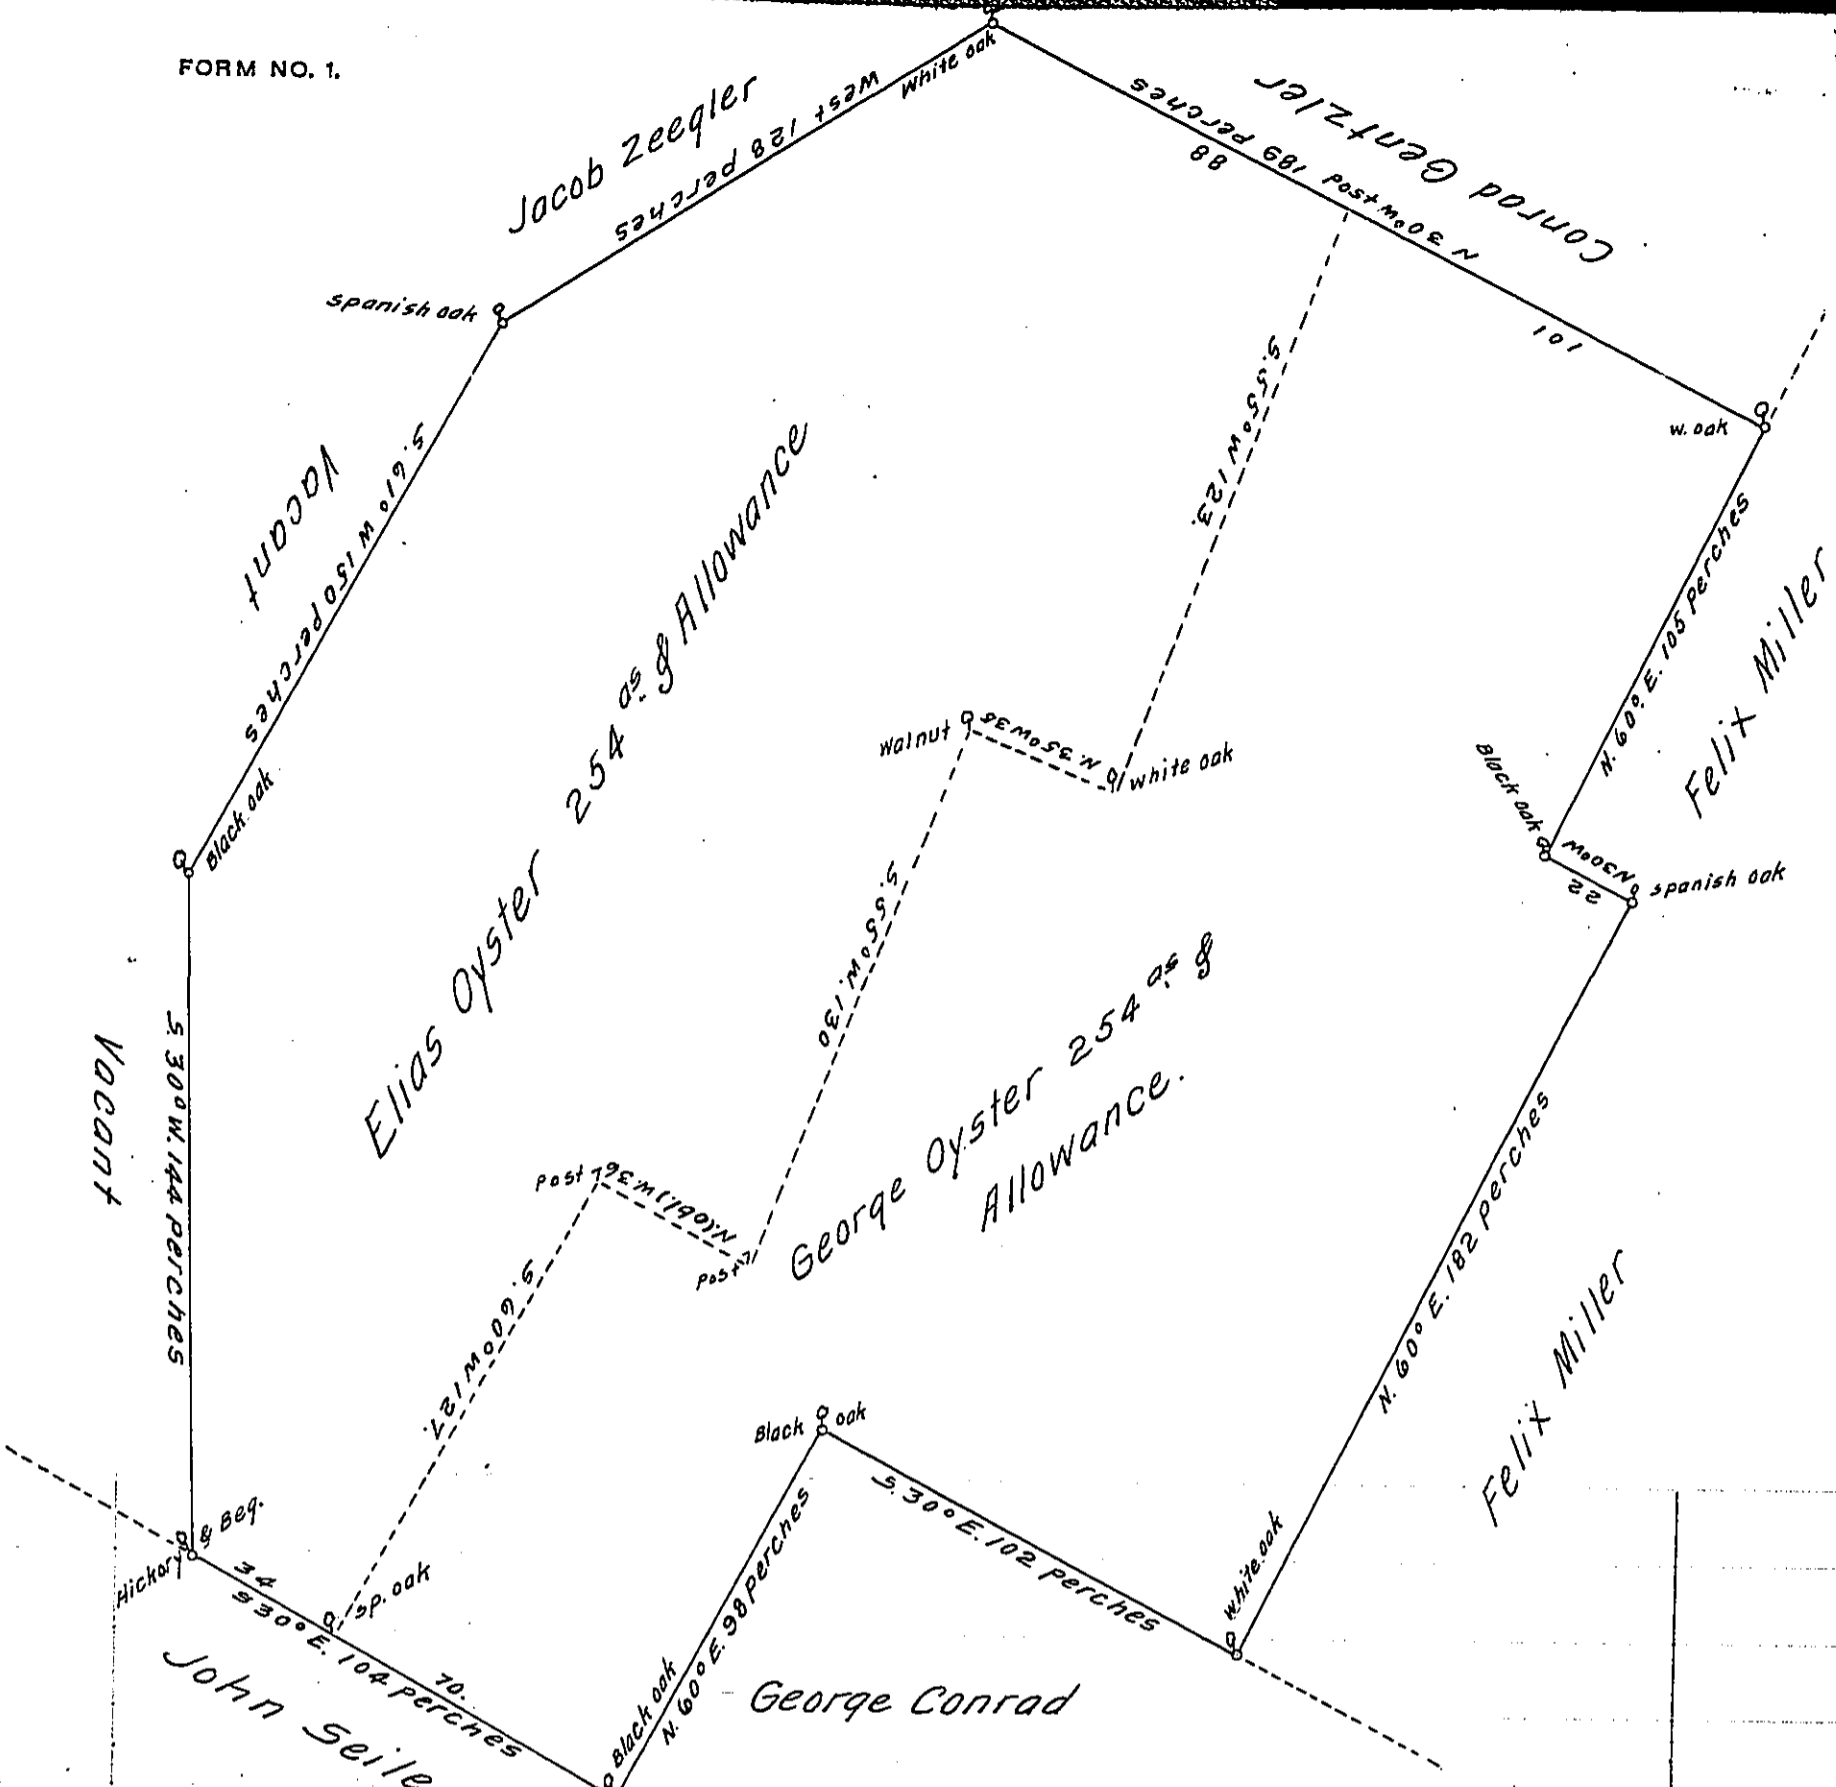 FORM NO. 1.
Jacob Zeegler
West 128 perches
White oak
Conrad Gentzler
N 30° W 189 perches
Post
88
101
W. oak
Spanish oak
Vacant
S. 61° W 150 perches
Black oak
Elias Oyster 254 as. & Allowance
S. 55° W 123.
Walnut
N. 35° W 36
White oak
S. 55° W. 130
N. 60° E. 105 Perches
Felix Miller
Black oak
N 30° W
22
Spanish oak
George Oyster 254 as. &
Allowance.
Vacant
S. 30° W. 144 perches
Post
N.(obl.) W. 36
Post
S. 60° W 127.
N. 60° E. 182 perches
Felix Miller
Black oak
S. 30° E. 102 perches
White oak
Hickory & Beg.
34
Sp. oak
S 30° E. 104 perches
70.
Black oak
N. 60° E. 98 perches
George Conrad
John Seile